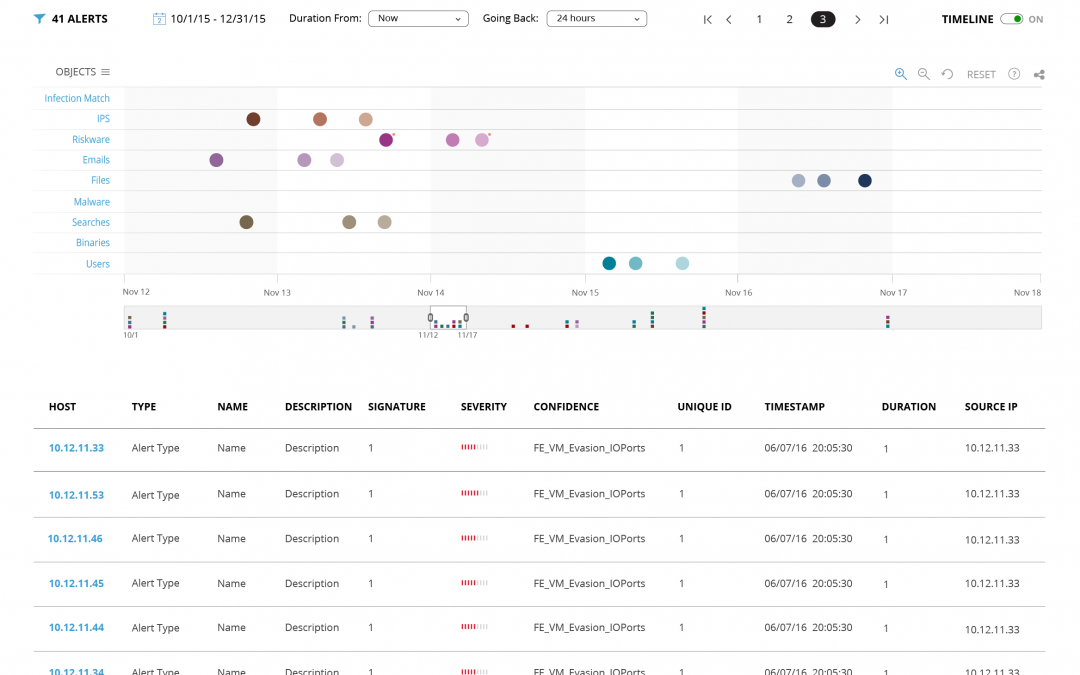 41 ALERTS 2 10/1/15 - 12/31/15 Duration From: Now Going Back: 24 hours 1 2 3 TIMELINE ON
OBJECTS RESET ?
Infection Match
IPS
Riskware
Emails
Files
Malware
Searches
Binaries
Users
Nov 12 Nov 13 Nov 14 Nov 15 Nov 16 Nov 17 Nov 18
10/1 11/12 11/17
HOST TYPE NAME DESCRIPTION SIGNATURE SEVERITY CONFIDENCE UNIQUE ID TIMESTAMP DURATION SOURCE IP
10.12.11.33 Alert Type Name Description 1 FE_VM_Evasion_IOPorts 1 06/07/16 20:05:30 1 10.12.11.33
10.12.11.53 Alert Type Name Description 1 FE_VM_Evasion_IOPorts 1 06/07/16 20:05:30 1 10.12.11.33
10.12.11.46 Alert Type Name Description 1 FE_VM_Evasion_IOPorts 1 06/07/16 20:05:30 1 10.12.11.33
10.12.11.45 Alert Type Name Description 1 FE_VM_Evasion_IOPorts 1 06/07/16 20:05:30 1 10.12.11.33
10.12.11.44 Alert Type Name Description 1 FE_VM_Evasion_IOPorts 1 06/07/16 20:05:30 1 10.12.11.33
10.12.11.34 Alert Type Name Description 1 FE_VM_Evasion_IOPorts 1 06/07/16 20:05:30 1 10.12.11.33